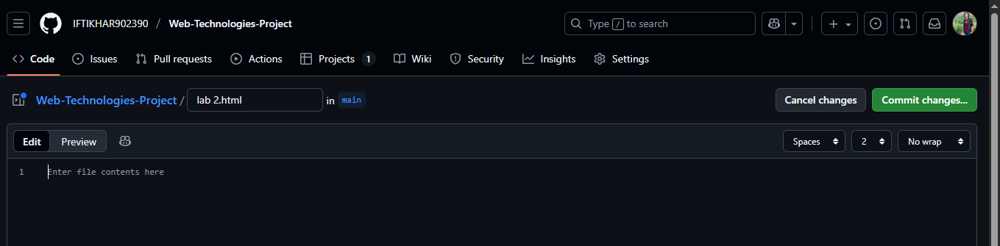 IFTIKHAR902390 / Web-Technologies-Project Type / to search
Code Issues Pull requests Actions Projects 1 Wiki Security Insights Settings
Web-Technologies-Project / lab 2.html in main Cancel changes Commit changes...
Edit Preview Spaces 2 No wrap
1 Enter file contents here